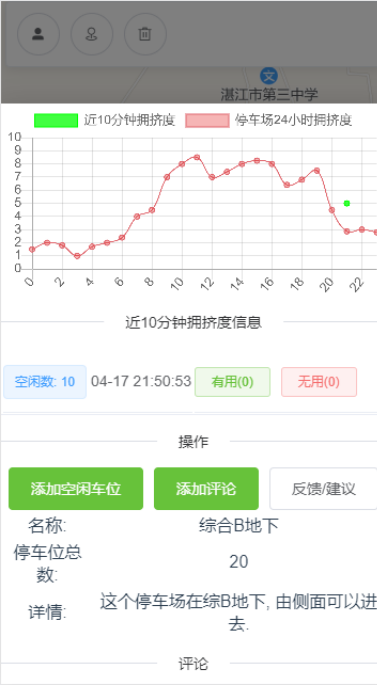 湛江市第三中学
近10分钟拥挤度 停车场24小时拥挤度
10
9
8
7
6
5
4
3
2
1
0
0 2 4 6 8 10 12 14 16 18 20 22
近10分钟拥挤度信息
空闲数: 10 04-17 21:50:53 有用(0) 无用(0)
操作
添加空闲车位 添加评论 反馈/建议
名称: 综合B地下
停车位总
数: 20
详情: 这个停车场在综B地下, 由侧面可以进
去.
评论